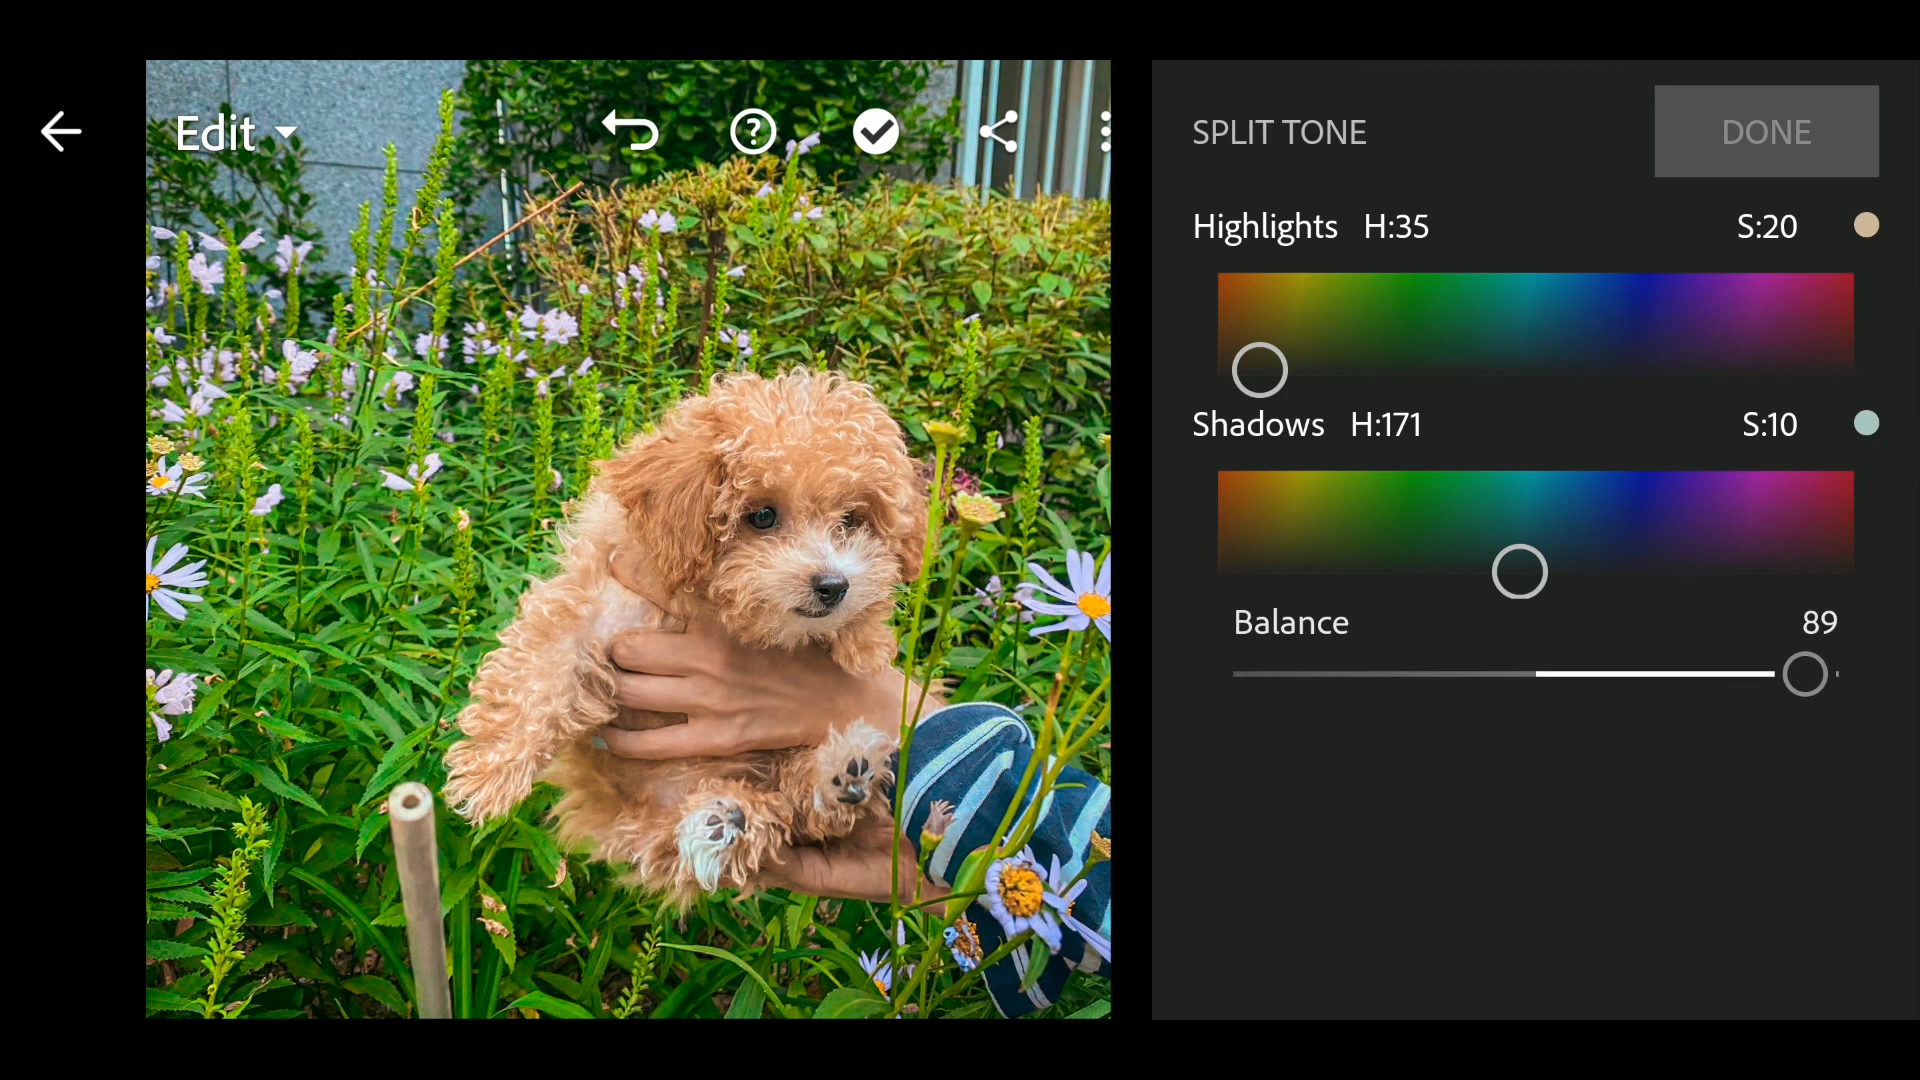 Edit
SPLIT TONE
DONE
Highlights H:35 S:20
Shadows H:171 S:10
Balance 89